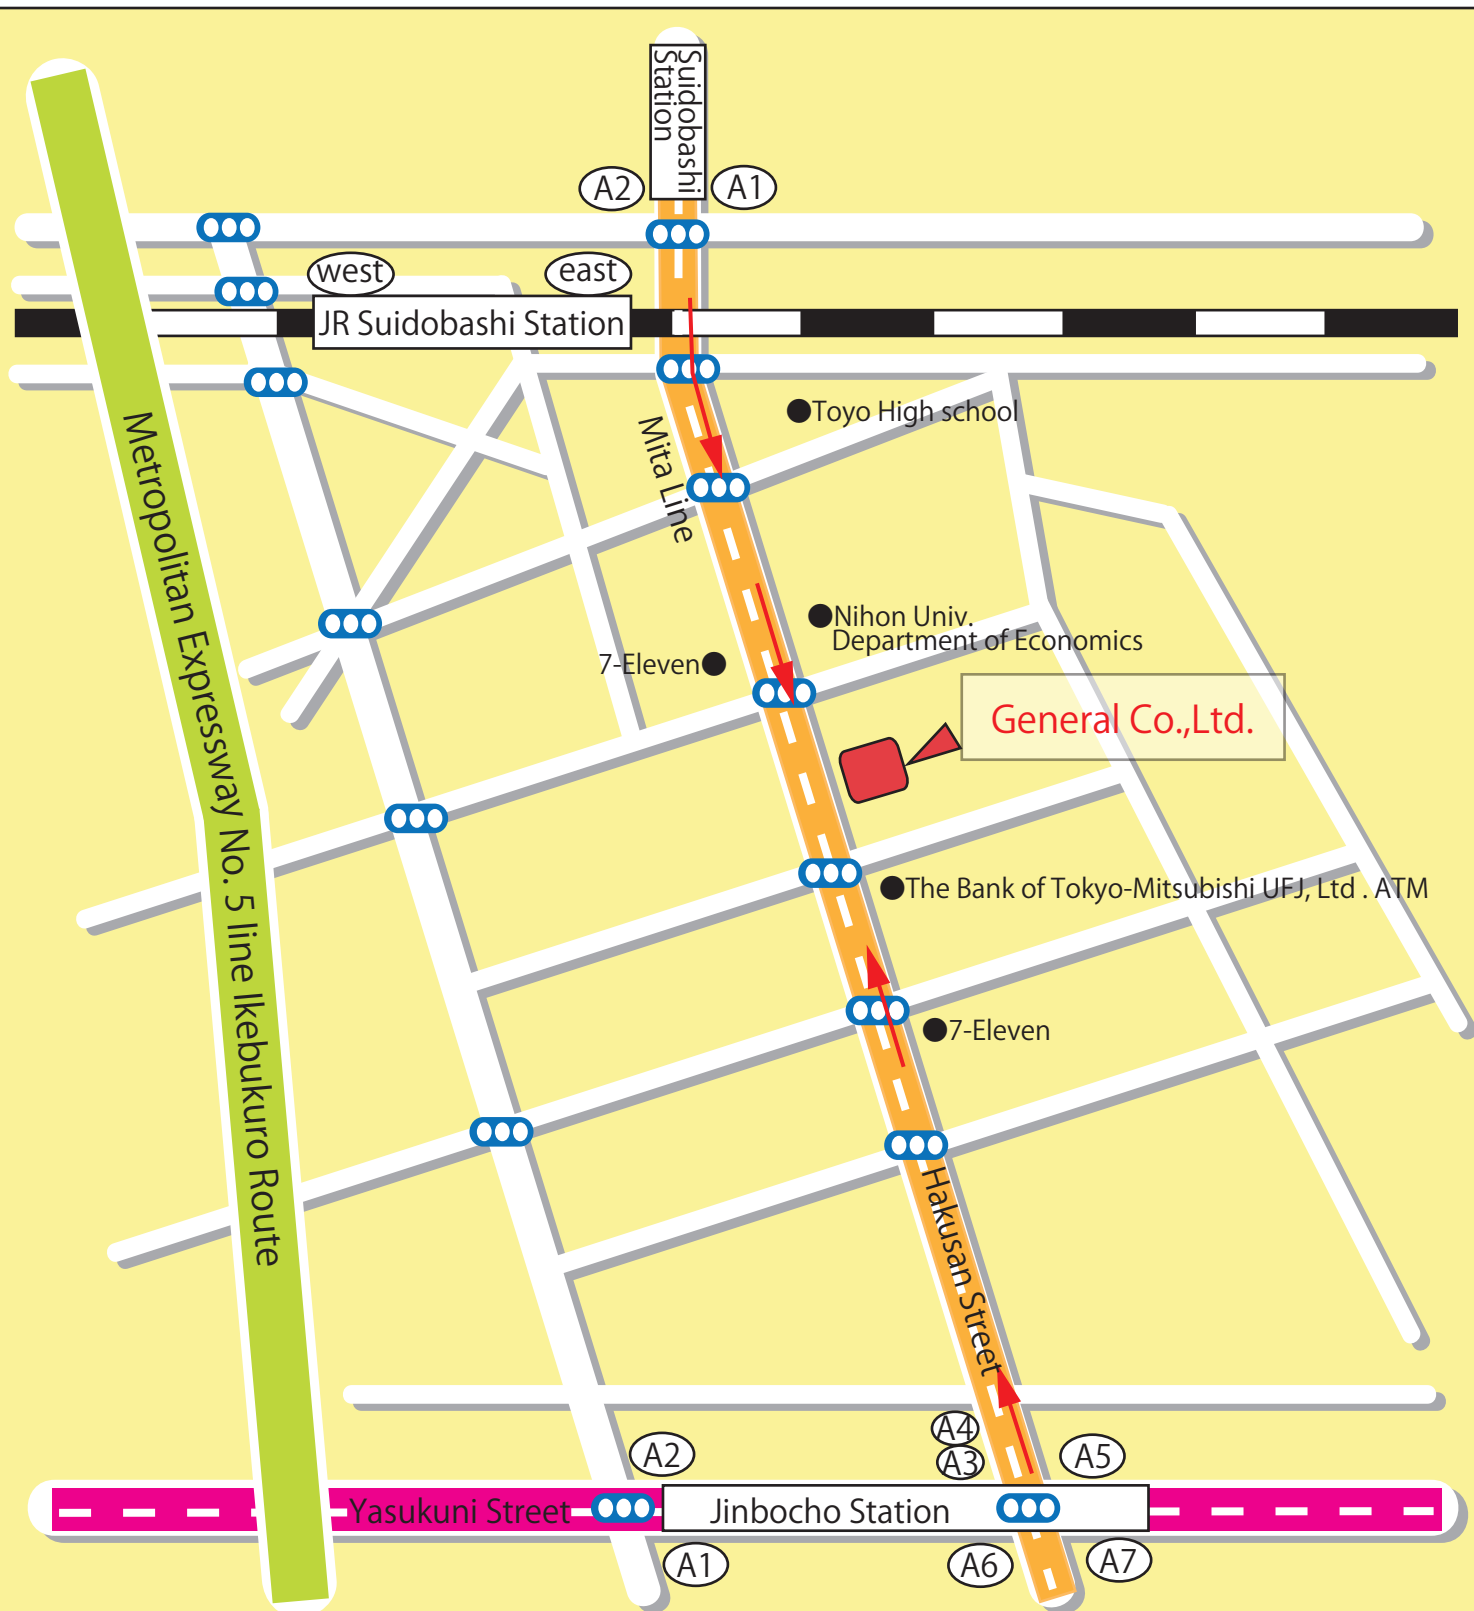 Suidobashi
Station
A2
A1
west
east
JR Suidobashi Station
Toyo High school
Mita Line
Metropolitan Expressway No. 5 line Ikebukuro Route
Nihon Univ.
Department of Economics
7-Eleven
General Co.,Ltd.
The Bank of Tokyo-Mitsubishi UFJ, Ltd . ATM
7-Eleven
Hakusan Street
A4
A3
A2
A5
Yasukuni Street
Jinbocho Station
A1
A6
A7